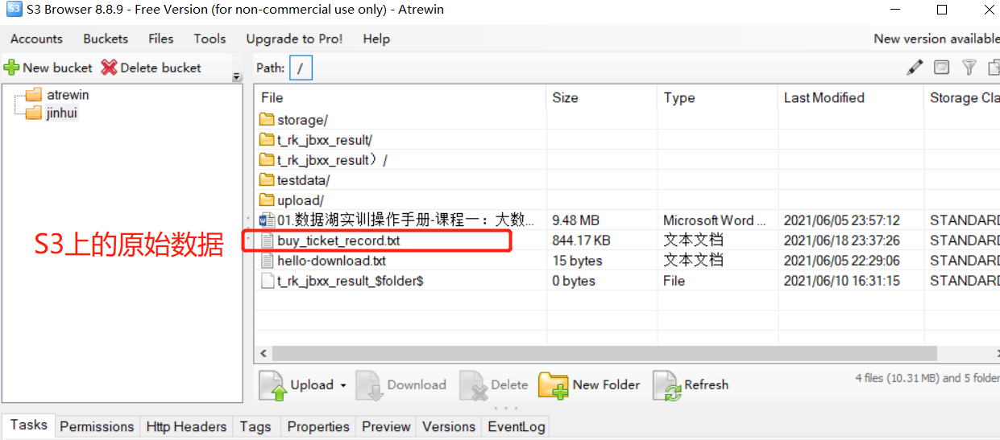 S3 Browser 8.8.9 - Free Version (for non-commercial use only) - Atrewin
Accounts Buckets Files Tools Upgrade to Pro! Help New version available
New bucket Delete bucket Path: /
atrewin
jinhui
S3上的原始数据
File Size Type Last Modified Storage Cla
storage/
t_rk_jbxx_result/
t_rk_jbxx_result）/
testdata/
upload/
01.数据湖实训操作手册-课程一：大数... 9.48 MB Microsoft Word ... 2021/06/05 23:57:12 STANDARD
buy_ticket_record.txt 844.17 KB 文本文档 2021/06/18 23:37:26 STANDARD
hello-download.txt 15 bytes 文本文档 2021/06/05 22:29:06 STANDARD
t_rk_jbxx_result_$folder$ 0 bytes File 2021/06/10 16:31:15 STANDARD
Upload Download Delete New Folder Refresh 4 files (10.31 MB) and 5 folder
Tasks Permissions Http Headers Tags Properties Preview Versions EventLog